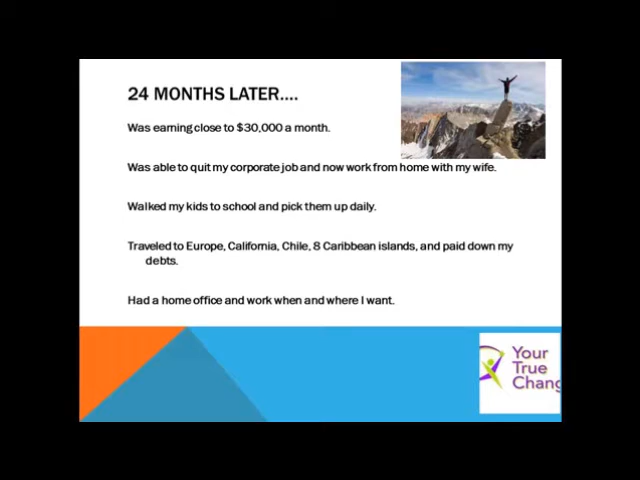 24 MONTHS LATER....
Was earning close to $30,000 a month.
Was able to quit my corporate job and now work from home with my wife.
Walked my kids to school and pick them up daily.
Traveled to Europe, California, Chile, 8 Caribbean islands, and paid down my
debts.
Had a home office and work when and where I want.
Your
True
Chang